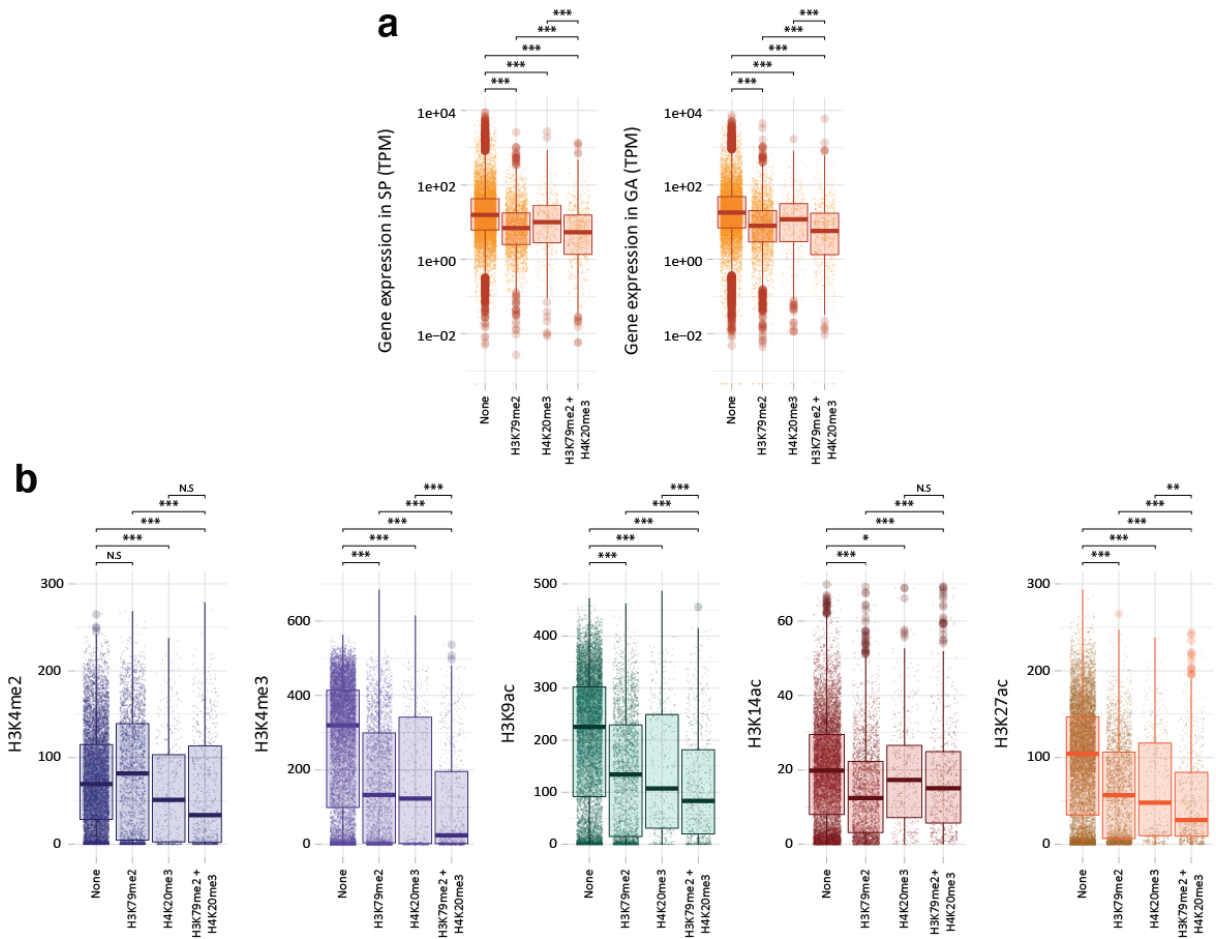 a
***
***
***
***
***
***
***
***
***
***
Gene expression in SP (TPM)
1e+04
1e+02
1e+00
1e−02
None
H3K79me2
H4K20me3
H3K79me2 +
H4K20me3
Gene expression in GA (TPM)
1e+04
1e+02
1e+00
1e−02
None
H3K79me2
H4K20me3
H3K79me2 +
H4K20me3
b
N.S
***
***
***
N.S
H3K4me2
300
200
100
0
None
H3K79me2
H4K20me3
H3K79me2 +
H4K20me3
***
***
***
***
***
H3K4me3
600
400
200
0
None
H3K79me2
H4K20me3
H3K79me2 +
H4K20me3
***
***
***
***
***
H3K9ac
500
400
300
200
100
0
None
H3K79me2
H4K20me3
H3K79me2 +
H4K20me3
N.S
***
***
*
***
H3K14ac
60
40
20
0
None
H3K79me2
H4K20me3
H3K79me2+
H4K20me3
**
***
***
***
***
H3K27ac
300
200
100
0
None
H3K79me2
H4K20me3
H3K79me2 +
H4K20me3